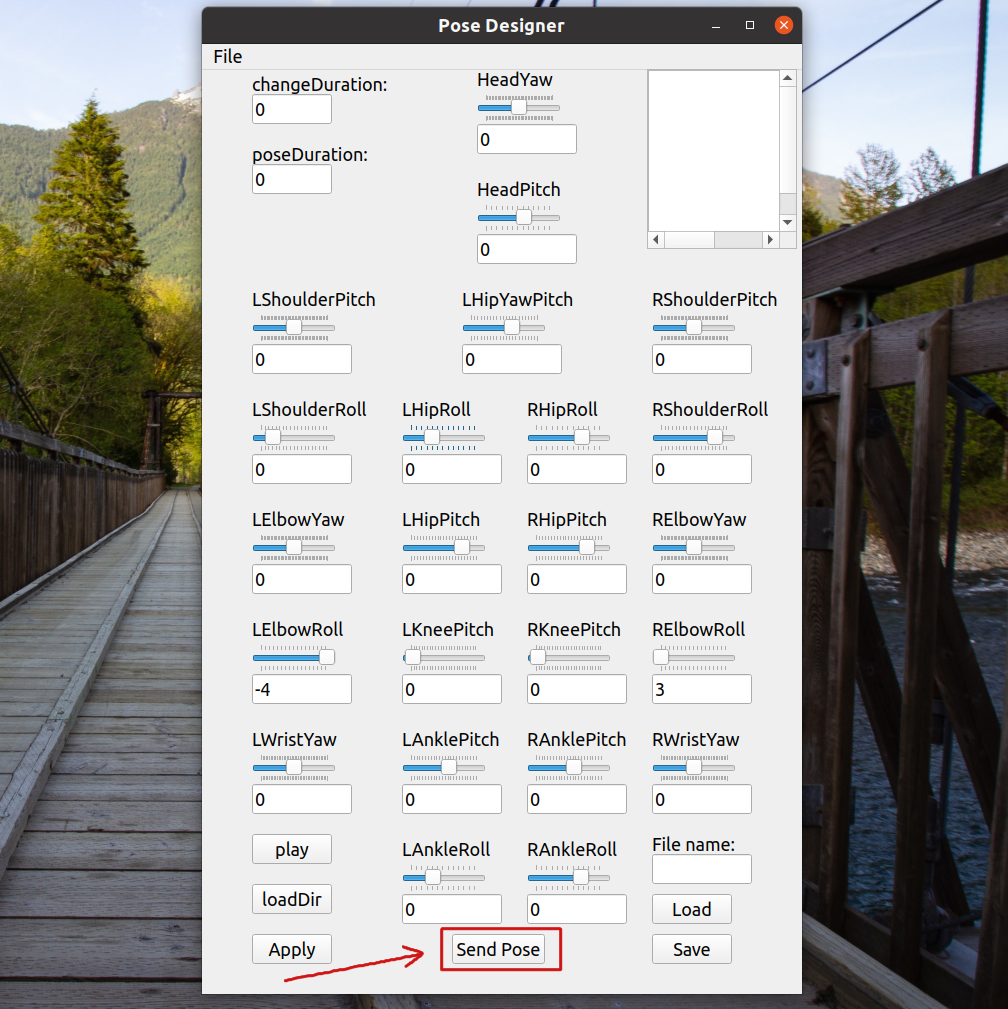 Pose Designer
File
changeDuration:
0
poseDuration:
0
HeadYaw
0
HeadPitch
0
LShoulderPitch
0
LHipYawPitch
0
RShoulderPitch
0
LShoulderRoll
0
LHipRoll
0
RHipRoll
0
RShoulderRoll
0
LElbowYaw
0
LHipPitch
0
RHipPitch
0
RElbowYaw
0
LElbowRoll
-4
LKneePitch
0
RKneePitch
0
RElbowRoll
3
LWristYaw
0
LAnklePitch
0
RAnklePitch
0
RWristYaw
0
play
loadDir
Apply
LAnkleRoll
0
RAnkleRoll
0
Send Pose
File name:
Load
Save